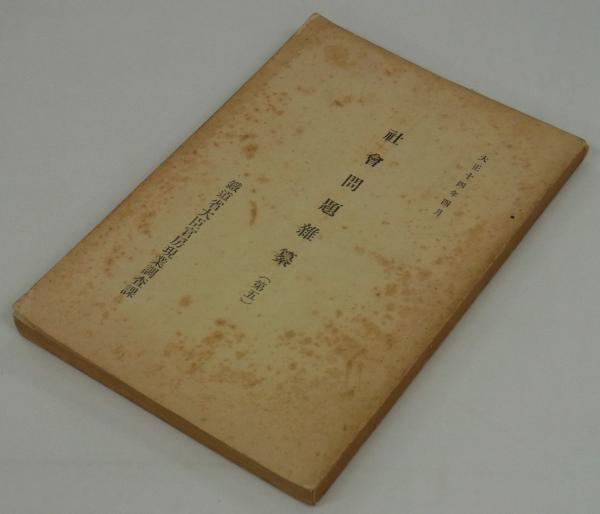 大正十四年四月
社會問題雜纂（第五）
鐵道省大臣官房現業調査課